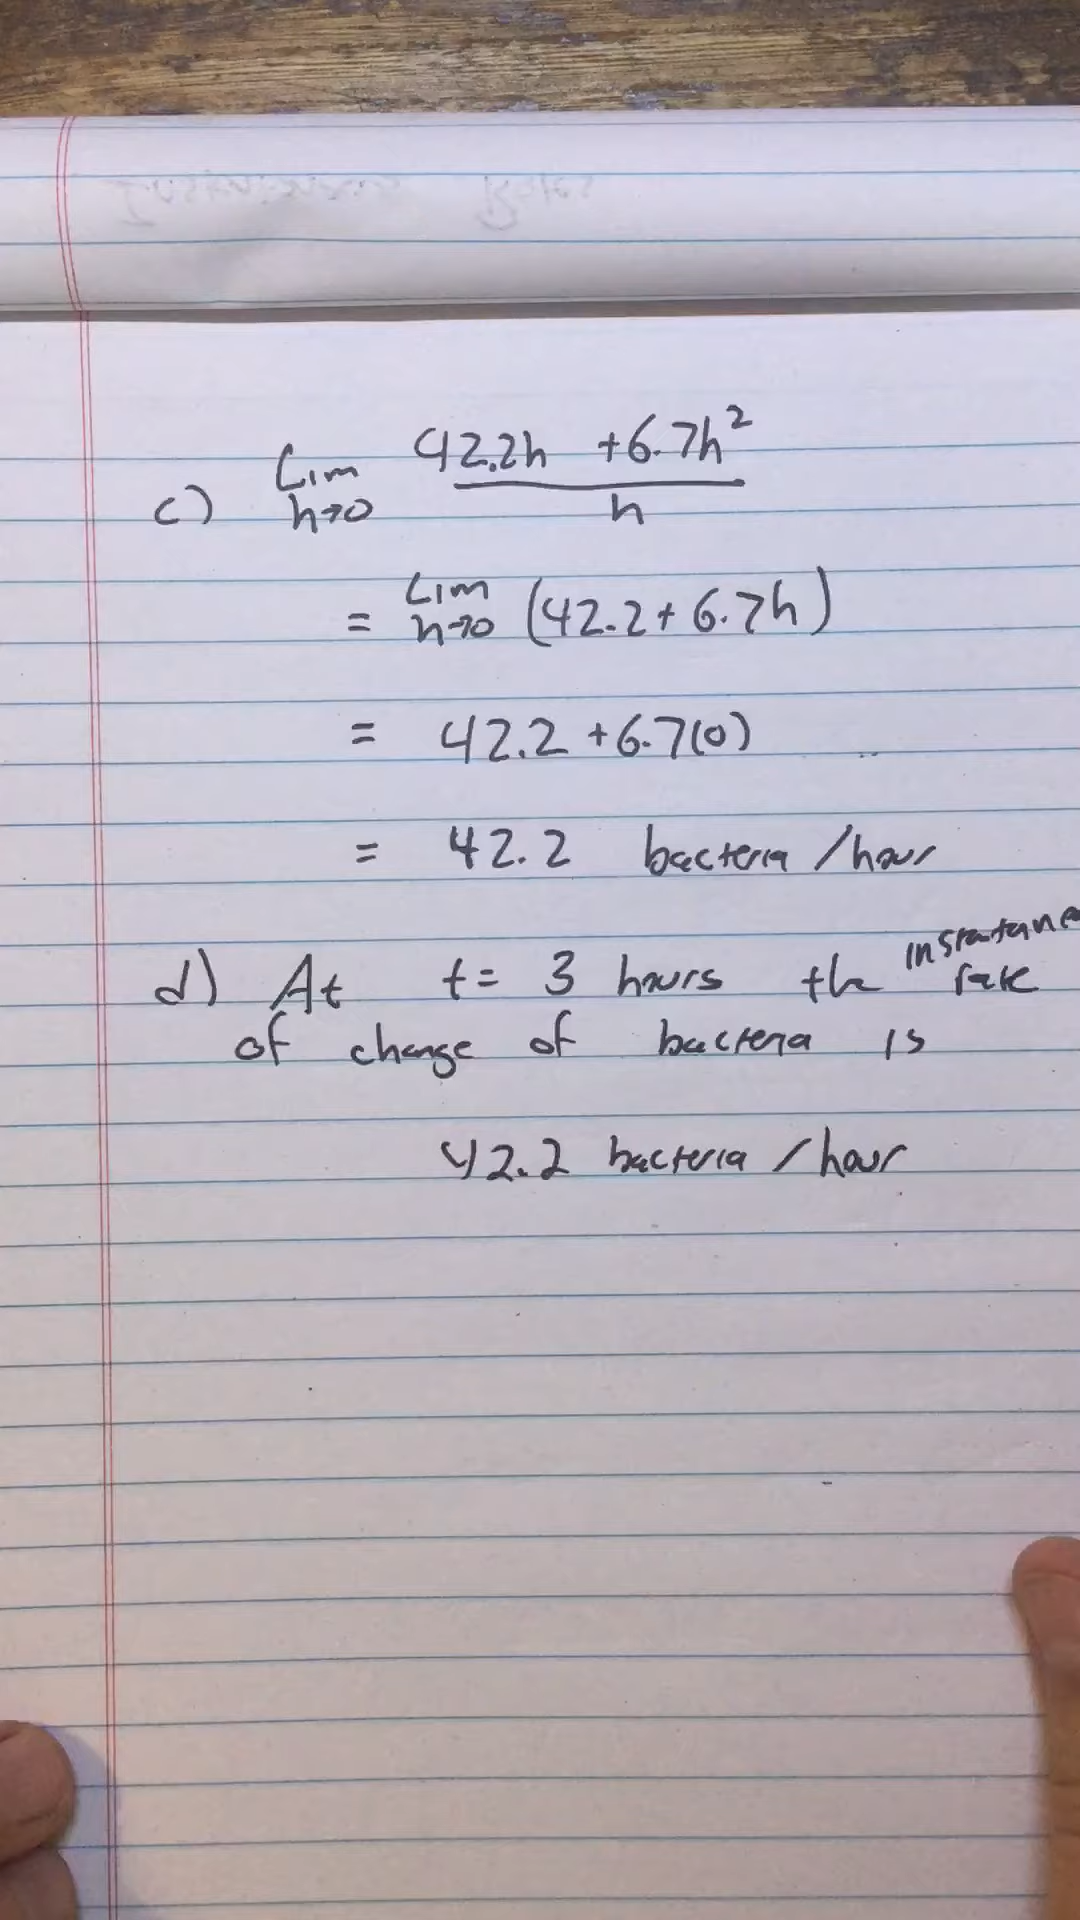 c) Lim h→0 42.2h + 6.7h² / h
= Lim h→0 (42.2 + 6.7h)
= 42.2 + 6.7(0)
= 42.2 bacteria /hour
d) At t = 3 hours the instantane rate
of change of bacteria is
42.2 bacteria / hour